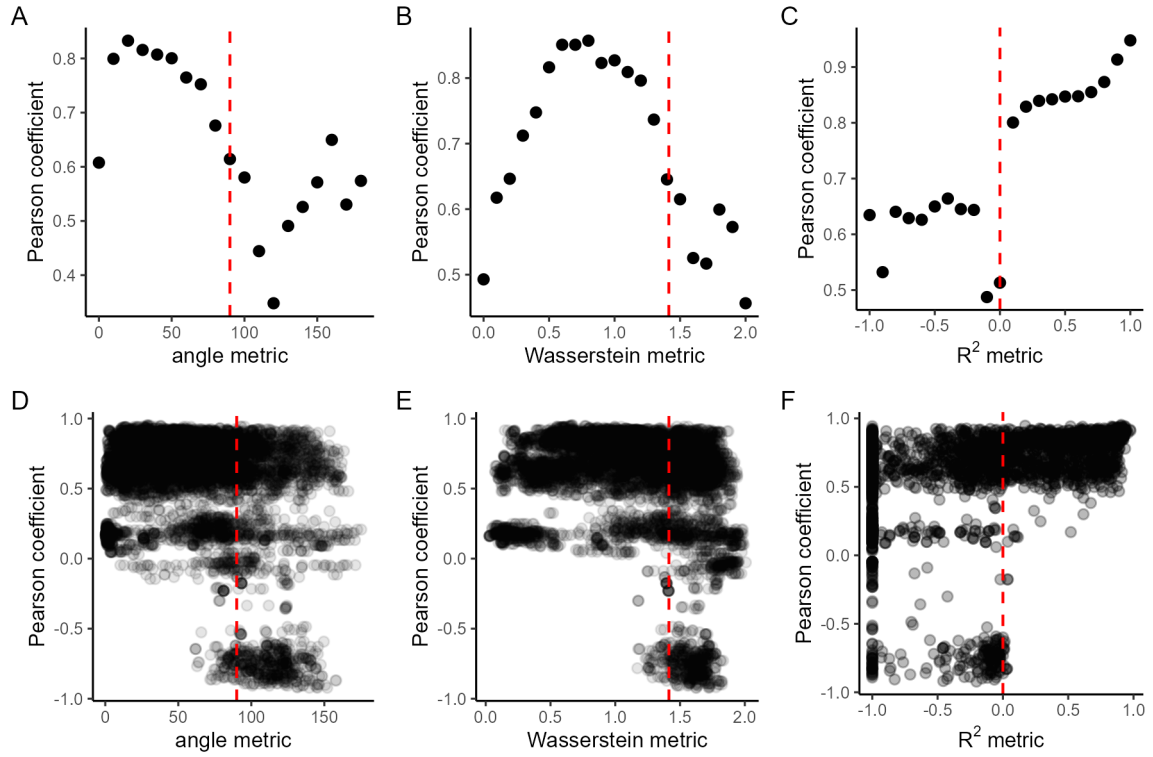 A
Pearson coefficient
0.8
0.7
0.6
0.5
0.4
0 50 100 150
angle metric
B
Pearson coefficient
0.8
0.7
0.6
0.5
0.0 0.5 1.0 1.5 2.0
Wasserstein metric
C
Pearson coefficient
0.9
0.8
0.7
0.6
0.5
-1.0 -0.5 0.0 0.5 1.0
R² metric
D
Pearson coefficient
1.0
0.5
0.0
-0.5
-1.0
0 50 100 150
angle metric
E
Pearson coefficient
1.0
0.5
0.0
-0.5
-1.0
0.0 0.5 1.0 1.5 2.0
Wasserstein metric
F
Pearson coefficient
1.0
0.5
0.0
-0.5
-1.0
-1.0 -0.5 0.0 0.5 1.0
R² metric